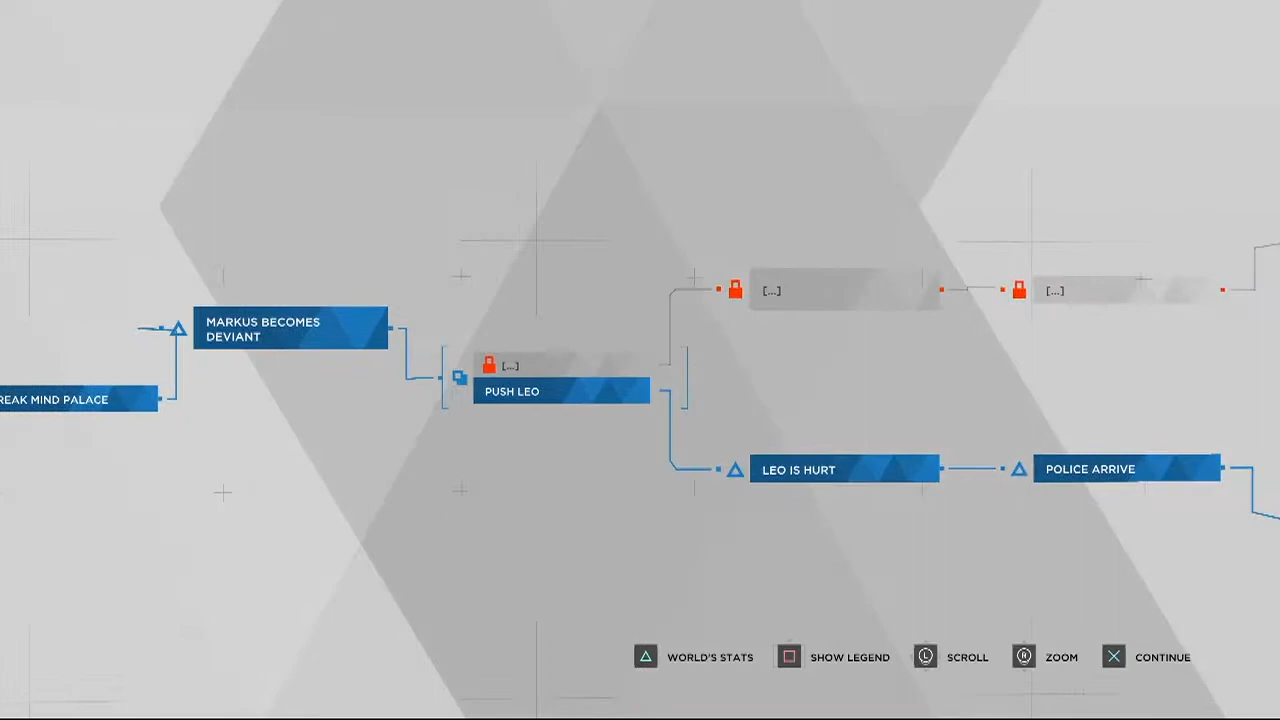 [...]
[...]
MARKUS BECOMES
DEVIANT
[...]
PUSH LEO
REAK MIND PALACE
LEO IS HURT
POLICE ARRIVE
WORLD'S STATS
SHOW LEGEND
L
SCROLL
R
ZOOM
CONTINUE